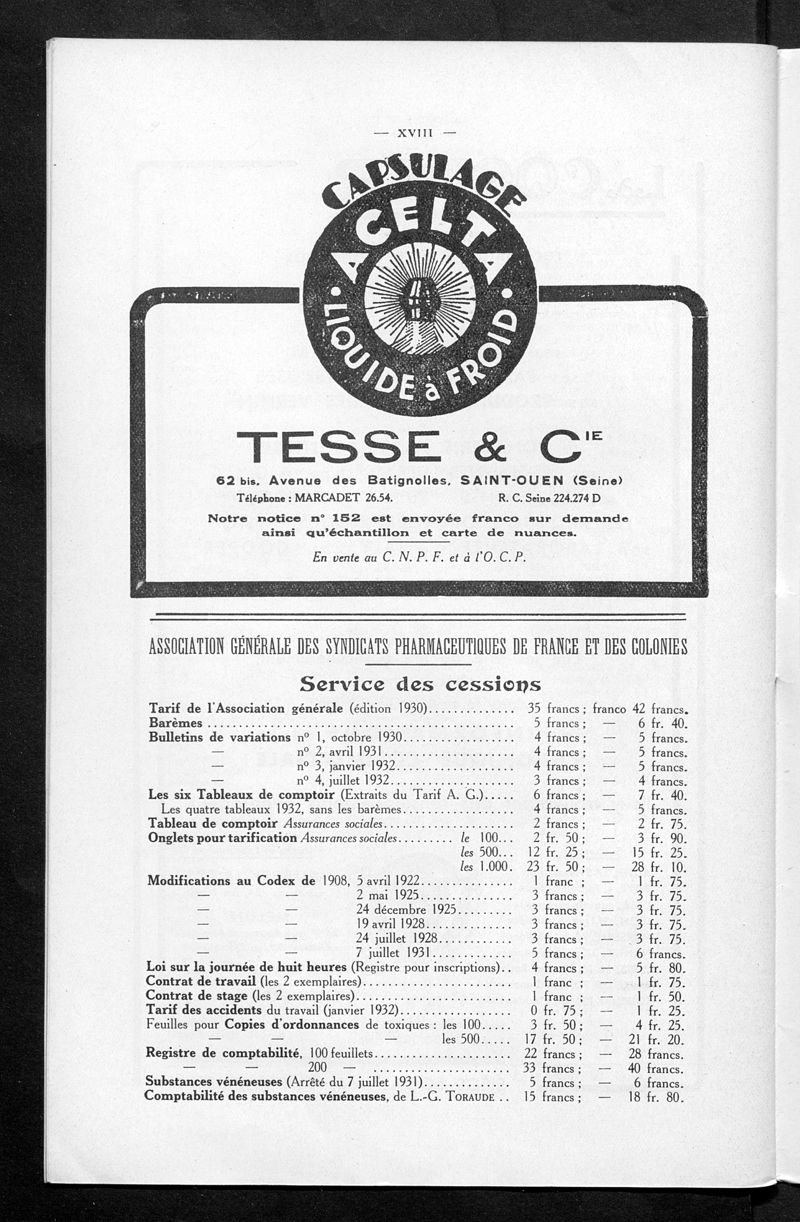 — XVIII —
CAPSULAGE
ACELTA
• LIQUIDE à FROID •
TESSE & CIE
62 bis, Avenue des Batignolles, SAINT-OUEN (Seine)
Téléphone : MARCADET 26.54. R. C. Seine 224.274 D
Notre notice n° 152 est envoyée franco sur demande
ainsi qu'échantillon et carte de nuances.
En vente au C. N. P. F. et à l'O. C. P.
ASSOCIATION GÉNÉRALE DES SYNDICATS PHARMACEUTIQUES DE FRANCE ET DES COLONIES
Service des cessions
Tarif de l'Association générale (édition 1930).............. 35 francs ; franco 42 francs.
Barèmes .................................................. 5 francs ; — 6 fr. 40.
Bulletins de variations n° 1, octobre 1930.................. 4 francs ; — 5 francs.
— n° 2, avril 1931..................... 4 francs ; — 5 francs.
— n° 3, janvier 1932................... 4 francs ; — 5 francs.
— n° 4, juillet 1932.................... 3 francs ; — 4 francs.
Les six Tableaux de comptoir (Extraits du Tarif A. G.)..... 6 francs ; — 7 fr. 40.
Les quatre tableaux 1932, sans les barèmes.................. 4 francs ; — 5 francs.
Tableau de comptoir Assurances sociales..................... 2 francs ; — 2 fr. 75.
Onglets pour tarification Assurances sociales......... le 100... 2 fr. 50 ; — 3 fr. 90.
les 500... 12 fr. 25 ; — 15 fr. 25.
les 1.000. 23 fr. 50 ; — 28 fr. 10.
Modifications au Codex de 1908, 5 avril 1922............... 1 franc ; — 1 fr. 75.
— — 2 mai 1925............... 3 francs ; — 3 fr. 75.
— — 24 décembre 1925......... 3 francs ; — 3 fr. 75.
— — 19 avril 1928.............. 3 francs ; — 3 fr. 75.
— — 24 juillet 1928............ 3 francs ; — 3 fr. 75.
— — 7 juillet 1931............. 5 francs ; — 6 francs.
Loi sur la journée de huit heures (Registre pour inscriptions).. 4 francs ; — 5 fr. 80.
Contrat de travail (les 2 exemplaires)........................ 1 franc ; — 1 fr. 75.
Contrat de stage (les 2 exemplaires)......................... 1 franc ; — 1 fr. 50.
Tarif des accidents du travail (janvier 1932).................. 0 fr. 75 ; — 1 fr. 25.
Feuilles pour Copies d'ordonnances de toxiques : les 100..... 3 fr. 50 ; — 4 fr. 25.
— — — les 500..... 17 fr. 50 ; — 21 fr. 20.
Registre de comptabilité, 100 feuillets...................... 22 francs ; — 28 francs.
— — 200 — ...................... 33 francs ; — 40 francs.
Substances vénéneuses (Arrêté du 7 juillet 1931).............. 5 francs ; — 6 francs.
Comptabilité des substances vénéneuses, de L.-G. TORAUDE .. 15 francs ; — 18 fr. 80.